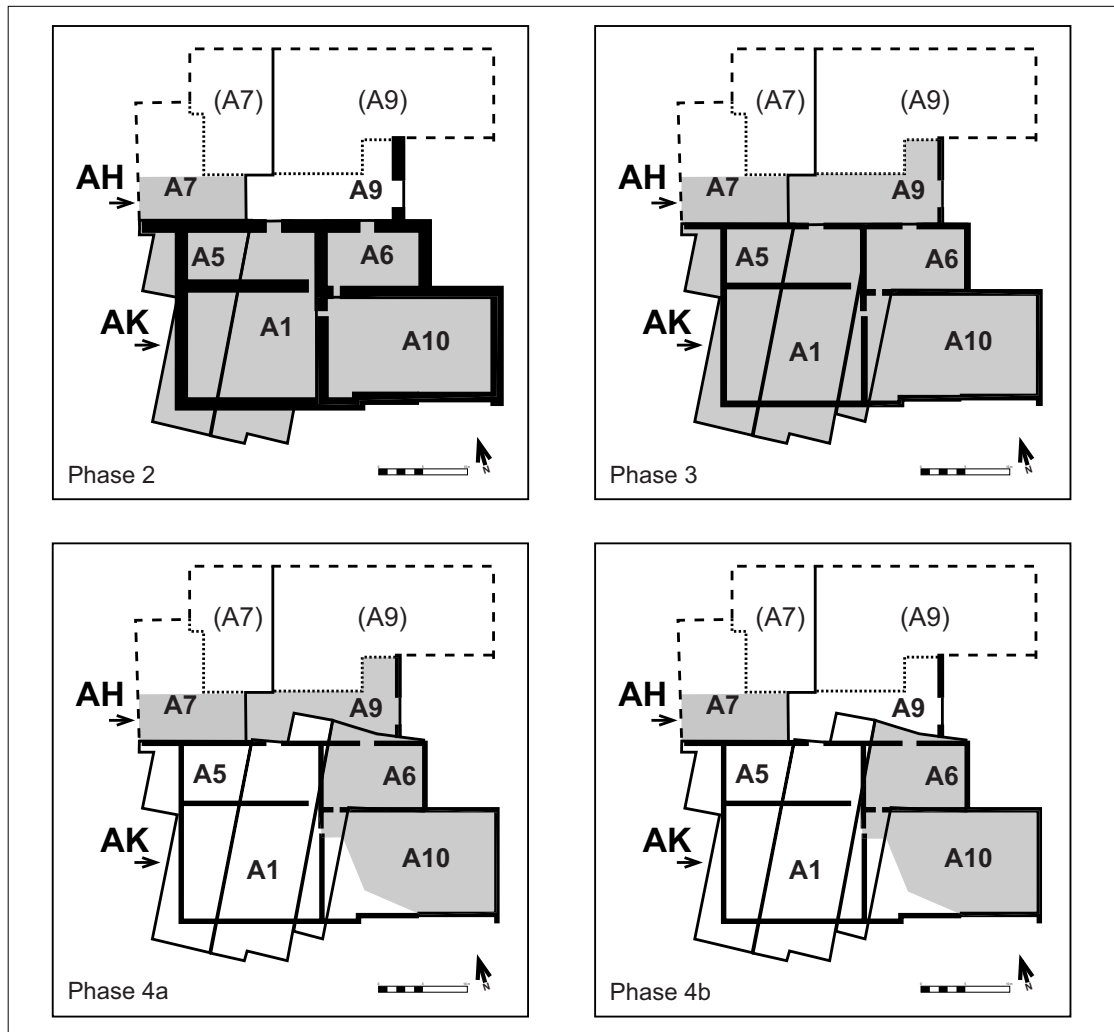 (A7) (A9)
AH A7 A9
A5 A6
AK A1 A10
N
Phase 2
(A7) (A9)
AH A7 A9
A5 A6
AK A1 A10
N
Phase 3
(A7) (A9)
AH A7 A9
A5 A6
AK A1 A10
N
Phase 4a
(A7) (A9)
AH A7 A9
A5 A6
AK A1 A10
N
Phase 4b